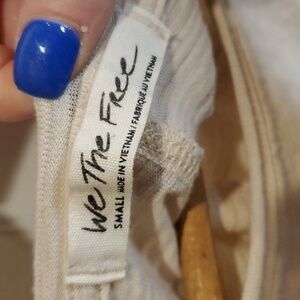 We The Free
SMALL MADE IN VIETNAM / FABRIQUÉ AU VIETNAM